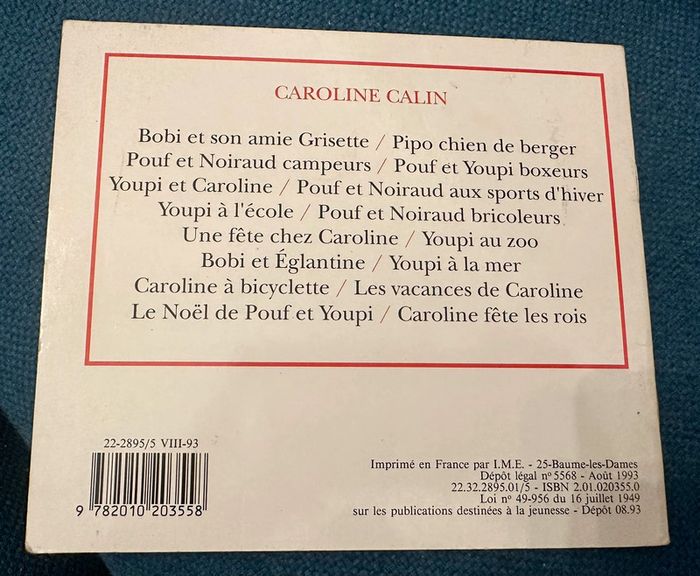 CAROLINE CALIN
Bobi et son amie Grisette / Pipo chien de berger
Pouf et Noiraud campeurs / Pouf et Youpi boxeurs
Youpi et Caroline / Pouf et Noiraud aux sports d'hiver
Youpi à l'école / Pouf et Noiraud bricoleurs
Une fête chez Caroline / Youpi au zoo
Bobi et Églantine / Youpi à la mer
Caroline à bicyclette / Les vacances de Caroline
Le Noël de Pouf et Youpi / Caroline fête les rois
22-2895/5 VIII-93
9 782010 203558
Imprimé en France par I.M.E. - 25-Baume-les-Dames
Dépôt légal nº 5568 - Août 1993
22.32.2895.01/5 - ISBN 2.01.020355.0
Loi nº 49-956 du 16 juillet 1949
sur les publications destinées à la jeunesse - Dépôt 08.93